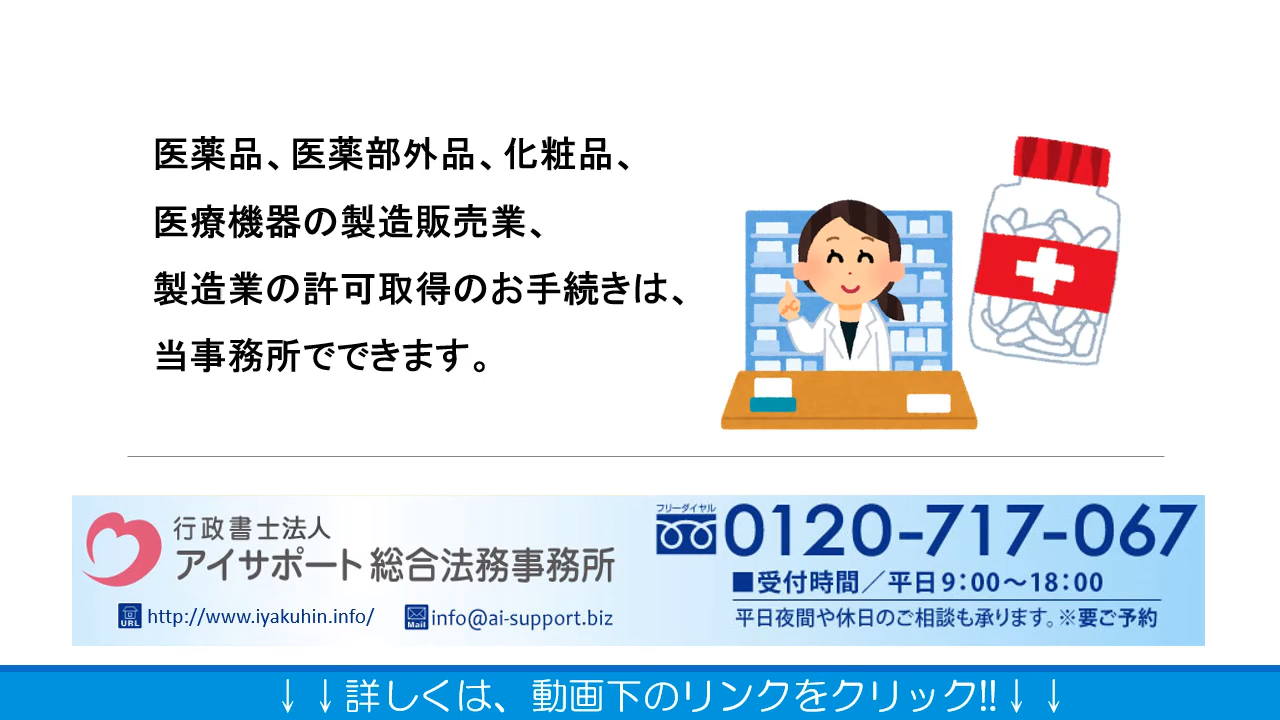 医薬品、医薬部外品、化粧品、
医療機器の製造販売業、
製造業の許可取得のお手続きは、
当事務所でできます。
行政書士法人
アイサポート 総合法務事務所
URL http://www.iyakuhin.info/
Mail info@ai-support.biz
フリーダイヤル
0120-717-067
■受付時間／平日9：00～18：00
平日夜間や休日のご相談も承ります。※要ご予約
↓↓詳しくは、動画下のリンクをクリック!!↓↓